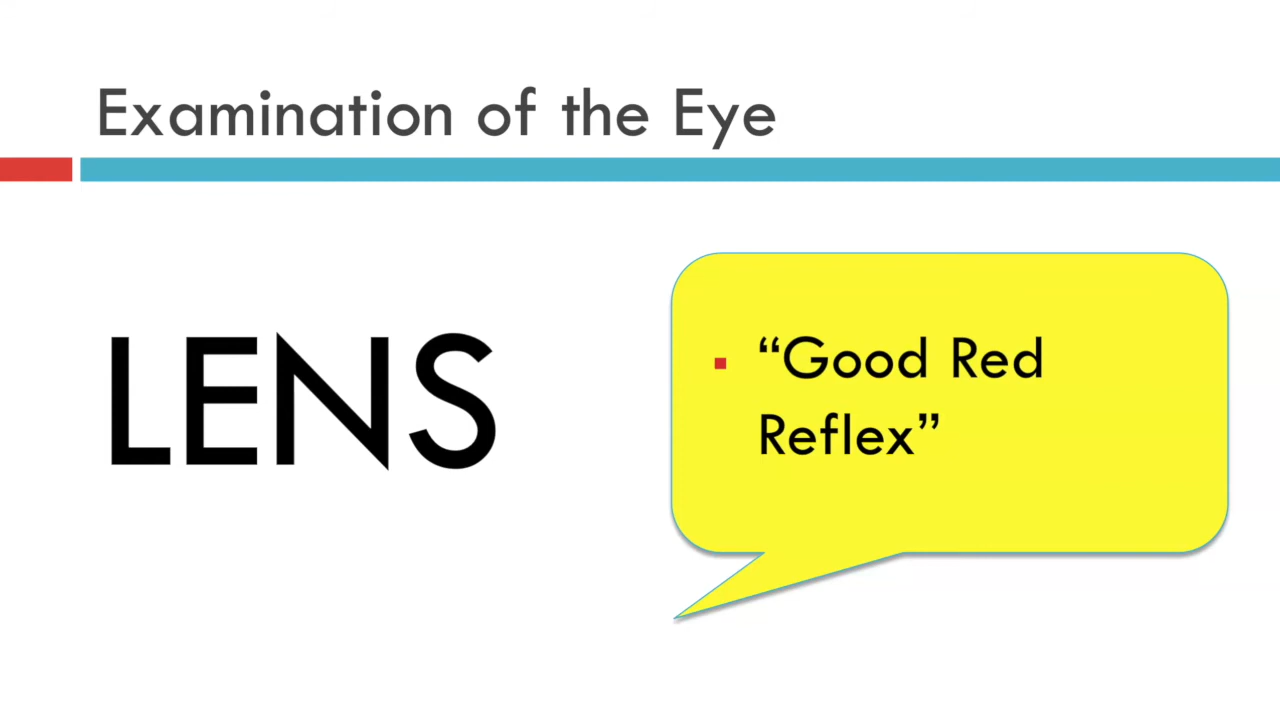 Examination of the Eye
LENS
“Good Red
Reflex”